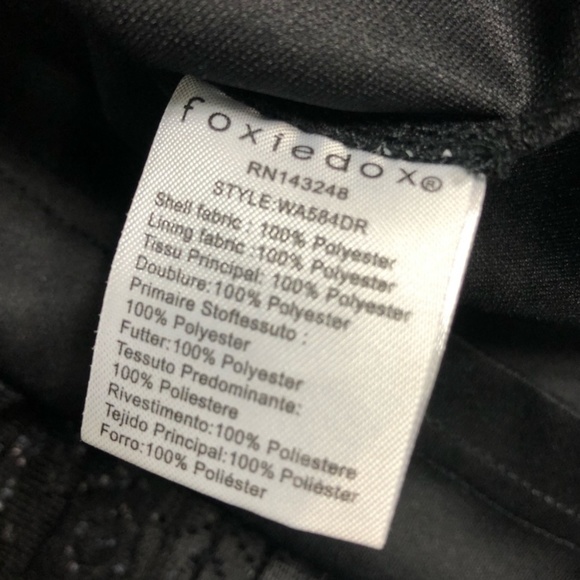 foxiedox®
RN143248
STYLE:WA584DR
Shell fabric : 100% Polyester
Lining fabric :100% Polyester
Tissu Principal: 100% Polyester
Doublure:100% Polyester
Primaire Stoftessuto :
100% Polyester
Futter:100% Polyester
Tessuto Predominante:
100% Poliestere
Rivestimento:100% Poliestere
Tejido Principal:100% Poliéster
Forro:100% Poliéster